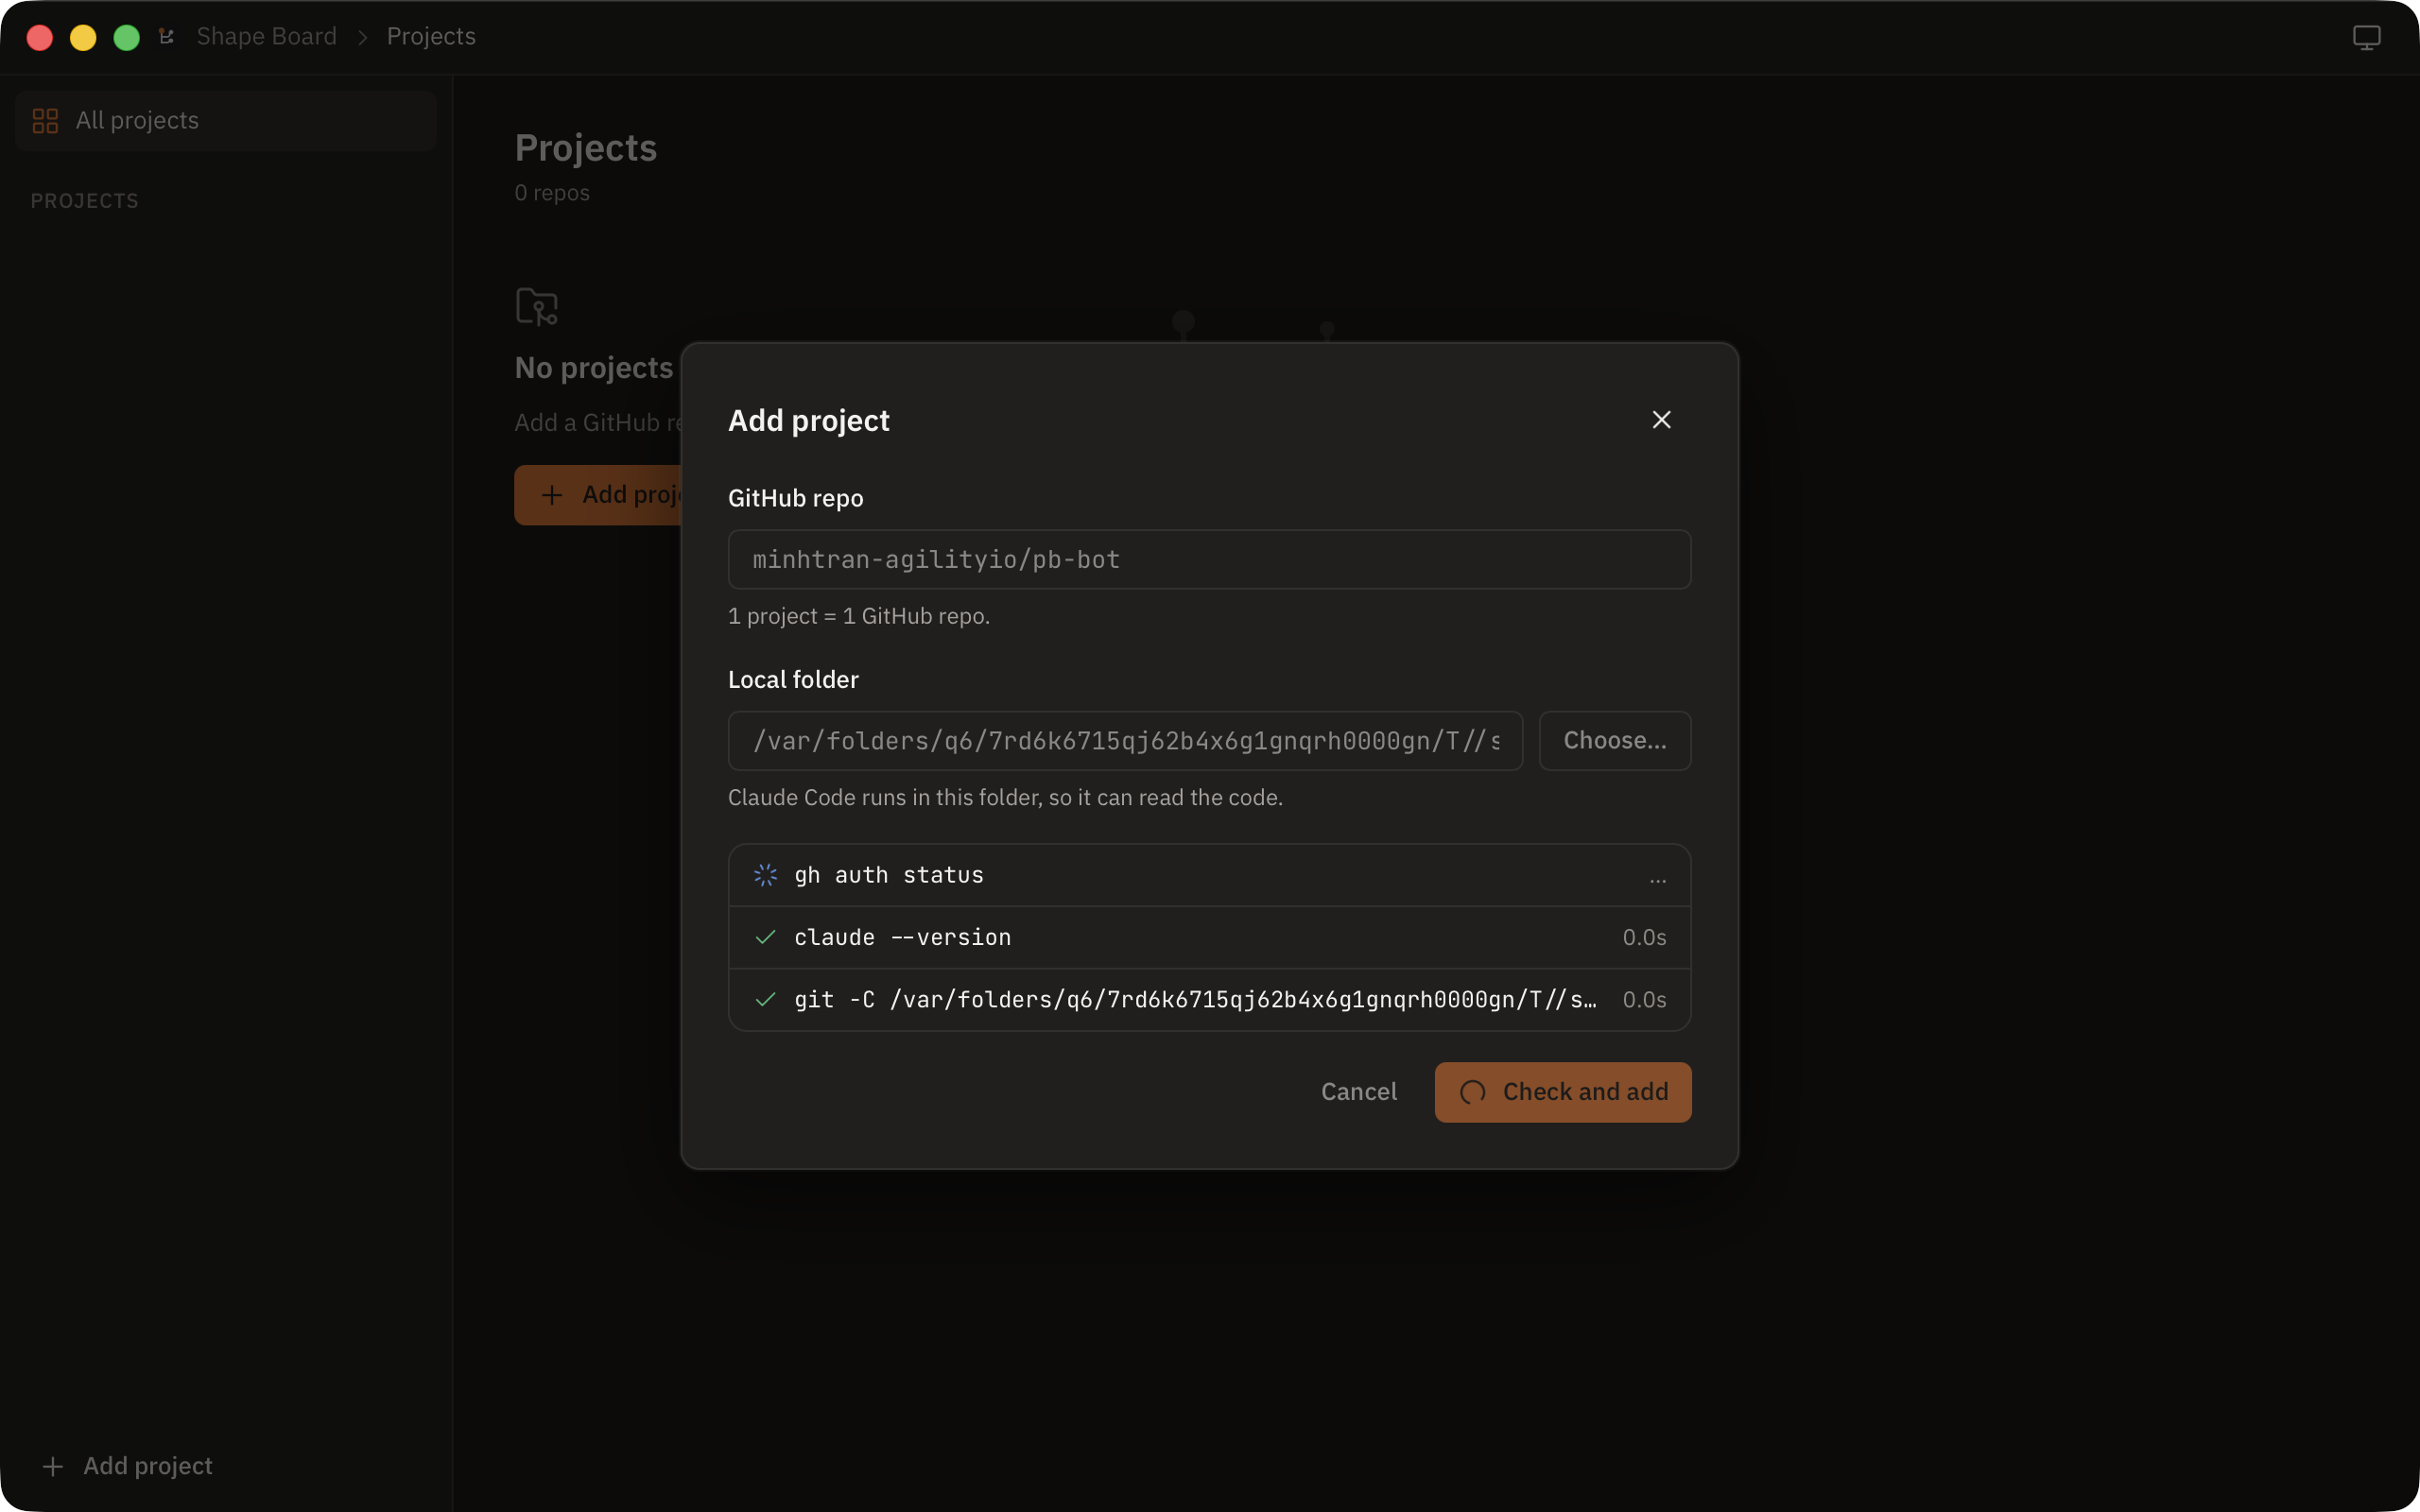 Shape Board > Projects
All projects
PROJECTS
Projects
0 repos
No projects
Add a GitHub re
Add proje
Add project
GitHub repo
minhtran-agilityio/pb-bot
1 project = 1 GitHub repo.
Local folder
/var/folders/q6/7rd6k6715qj62b4x6g1gnqrh0000gn/T//s
Choose...
Claude Code runs in this folder, so it can read the code.
gh auth status ...
claude --version 0.0s
git -C /var/folders/q6/7rd6k6715qj62b4x6g1gnqrh0000gn/T//s… 0.0s
Cancel
Check and add
Add project